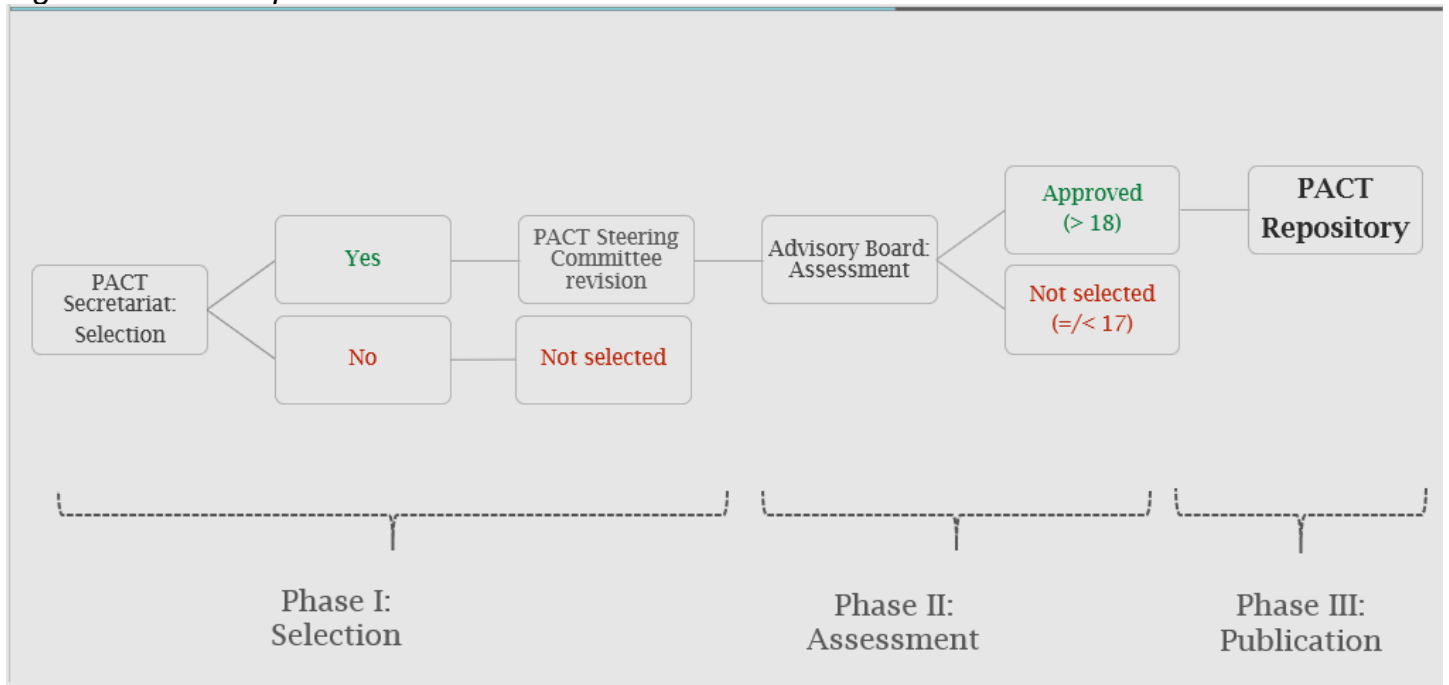 PACT
Secretariat:
Selection
Yes
No
PACT Steering
Committee
revision
Not selected
Advisory Board:
Assessment
Approved
(> 18)
Not selected
(=/< 17)
PACT
Repository
Phase I:
Selection
Phase II:
Assessment
Phase III:
Publication